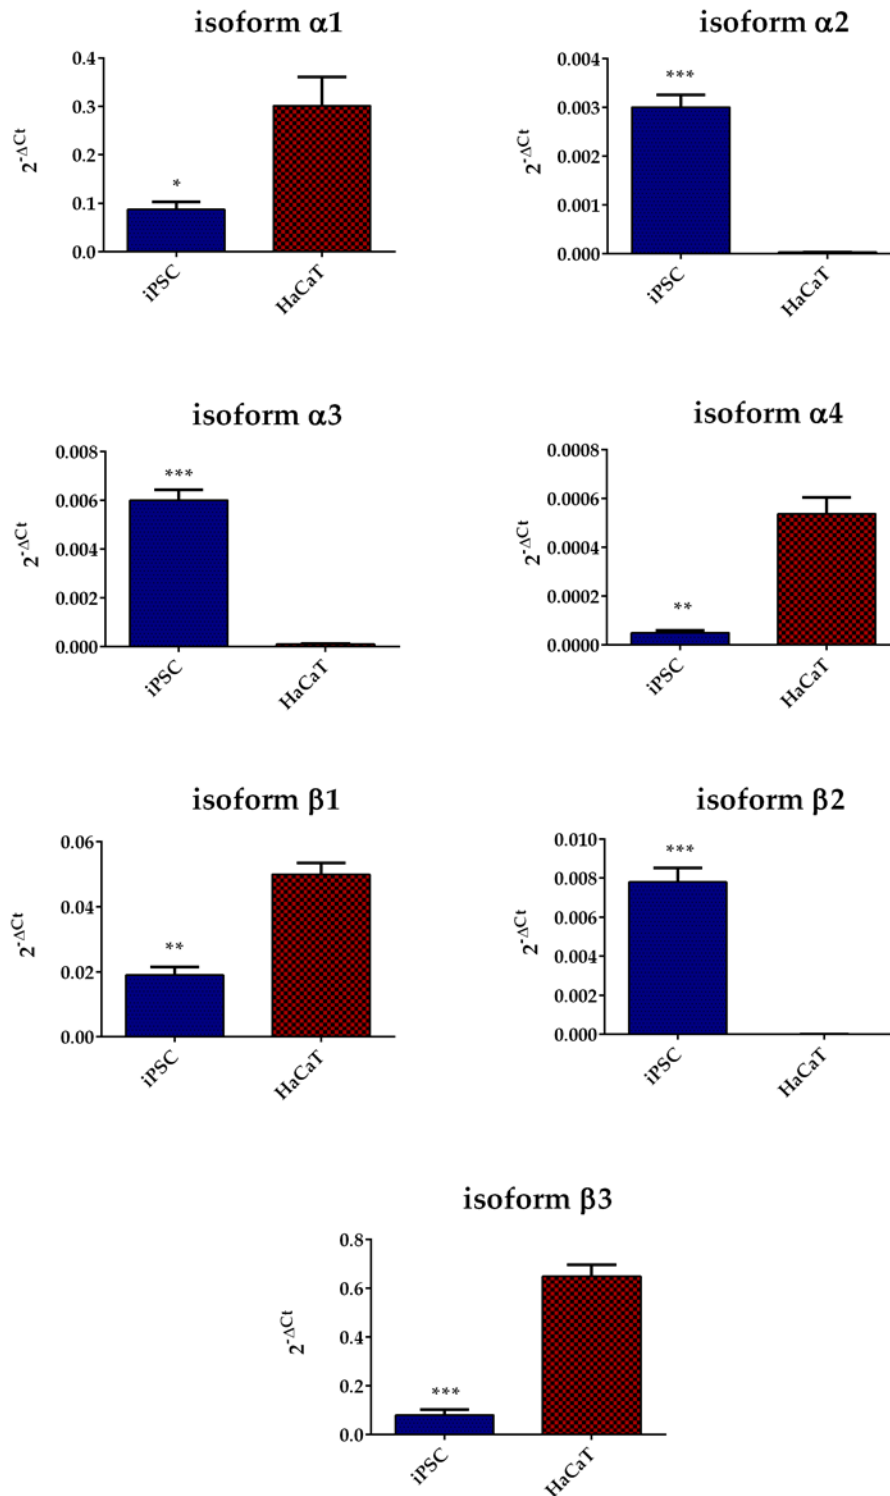 isoform α1
0.4
0.3
0.2
0.1
0.0
2^-ΔCt
*
iPSC
HaCaT
isoform α2
0.004
0.003
0.002
0.001
0.000
2^-ΔCt
***
iPSC
HaCaT
isoform α3
0.008
0.006
0.004
0.002
0.000
2^-ΔCt
***
iPSC
HaCaT
isoform α4
0.0008
0.0006
0.0004
0.0002
0.0000
2^-ΔCt
**
iPSC
HaCaT
isoform β1
0.06
0.04
0.02
0.00
2^-ΔCt
**
iPSC
HaCaT
isoform β2
0.010
0.008
0.006
0.004
0.002
0.000
2^-ΔCt
***
iPSC
HaCaT
isoform β3
0.8
0.6
0.4
0.2
0.0
2^-ΔCt
***
iPSC
HaCaT